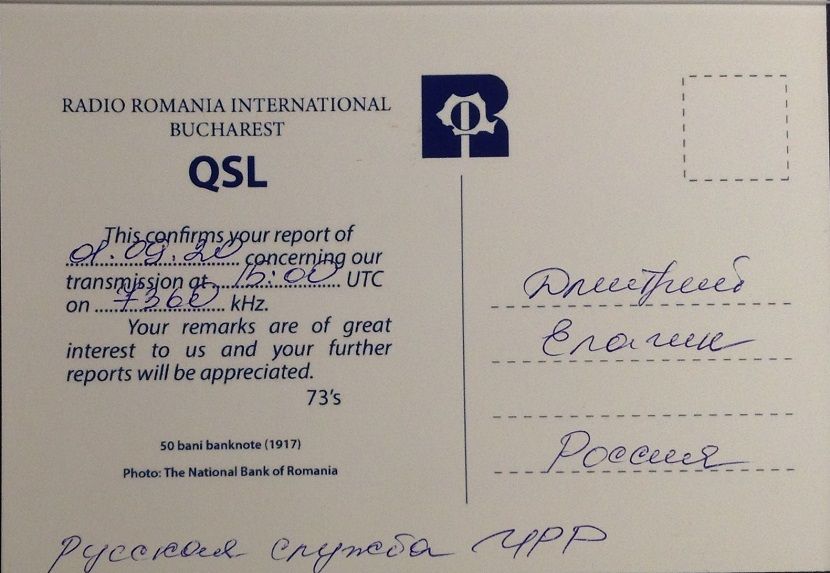 RADIO ROMANIA INTERNATIONAL
BUCHAREST
QSL
This confirms your report of
01.09.20 concerning our
transmission at 15:00 UTC
on 7360 kHz.
Your remarks are of great
interest to us and your further
reports will be appreciated.
73's
50 bani banknote (1917)
Photo: The National Bank of Romania
Дмитрий
Елагин
Россия
Русская служба МРР